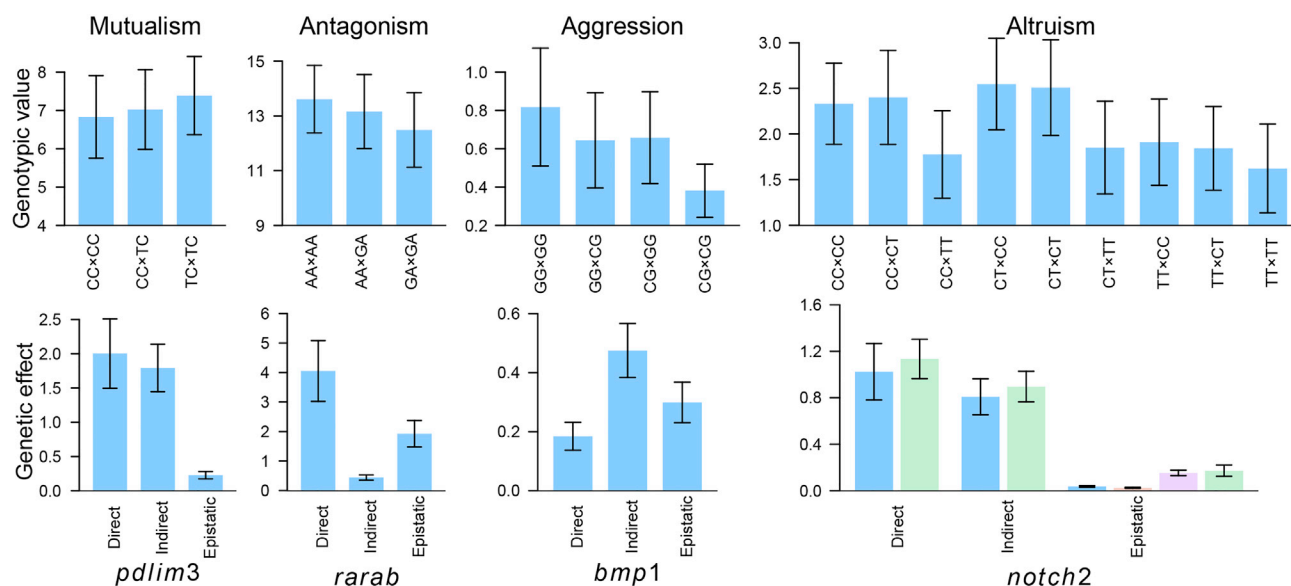 Mutualism Antagonism Aggression Altruism
Genotypic value
8
7
6
5
4
CC×CC CC×TC TC×TC
15
13
11
9
AA×AA AA×GA GA×GA
1.0
0.8
0.6
0.4
0.2
GG×GG GG×CG CG×GG CG×CG
3.0
2.5
2.0
1.5
1.0
CC×CC CC×CT CC×TT CT×CC CT×CT CT×TT TT×CC TT×CT TT×TT
Genetic effect
2.5
2.0
1.5
1.0
0.5
0.0
Direct Indirect Epistatic
pdlim3
6
5
4
3
2
1
0
Direct Indirect Epistatic
rarab
0.6
0.4
0.2
0.0
Direct Indirect Epistatic
bmp1
1.6
1.2
0.8
0.4
0.0
Direct Indirect Epistatic
notch2